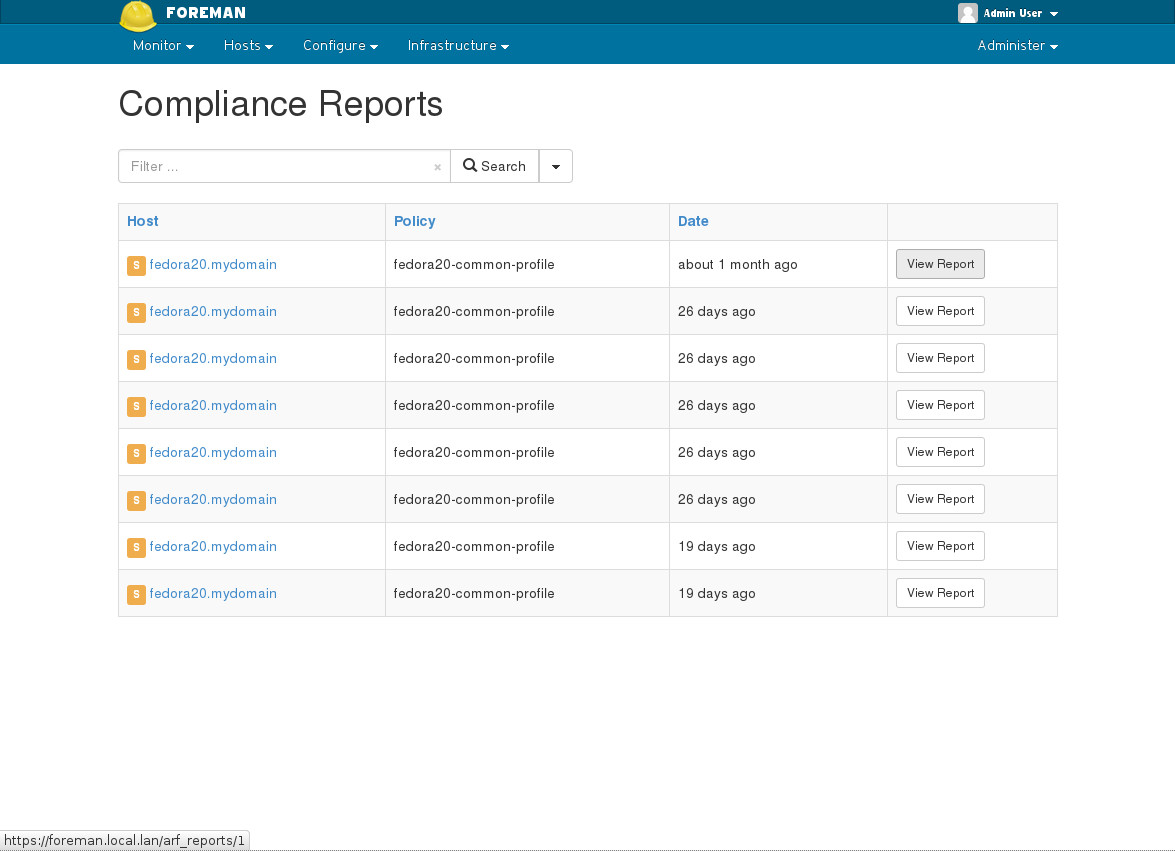 FOREMAN
Admin User
Monitor Hosts Configure Infrastructure Administer
Compliance Reports
Filter ... × Search
Host Policy Date
S fedora20.mydomain fedora20-common-profile about 1 month ago View Report
S fedora20.mydomain fedora20-common-profile 26 days ago View Report
S fedora20.mydomain fedora20-common-profile 26 days ago View Report
S fedora20.mydomain fedora20-common-profile 26 days ago View Report
S fedora20.mydomain fedora20-common-profile 26 days ago View Report
S fedora20.mydomain fedora20-common-profile 26 days ago View Report
S fedora20.mydomain fedora20-common-profile 19 days ago View Report
S fedora20.mydomain fedora20-common-profile 19 days ago View Report
https://foreman.local.lan/arf_reports/1